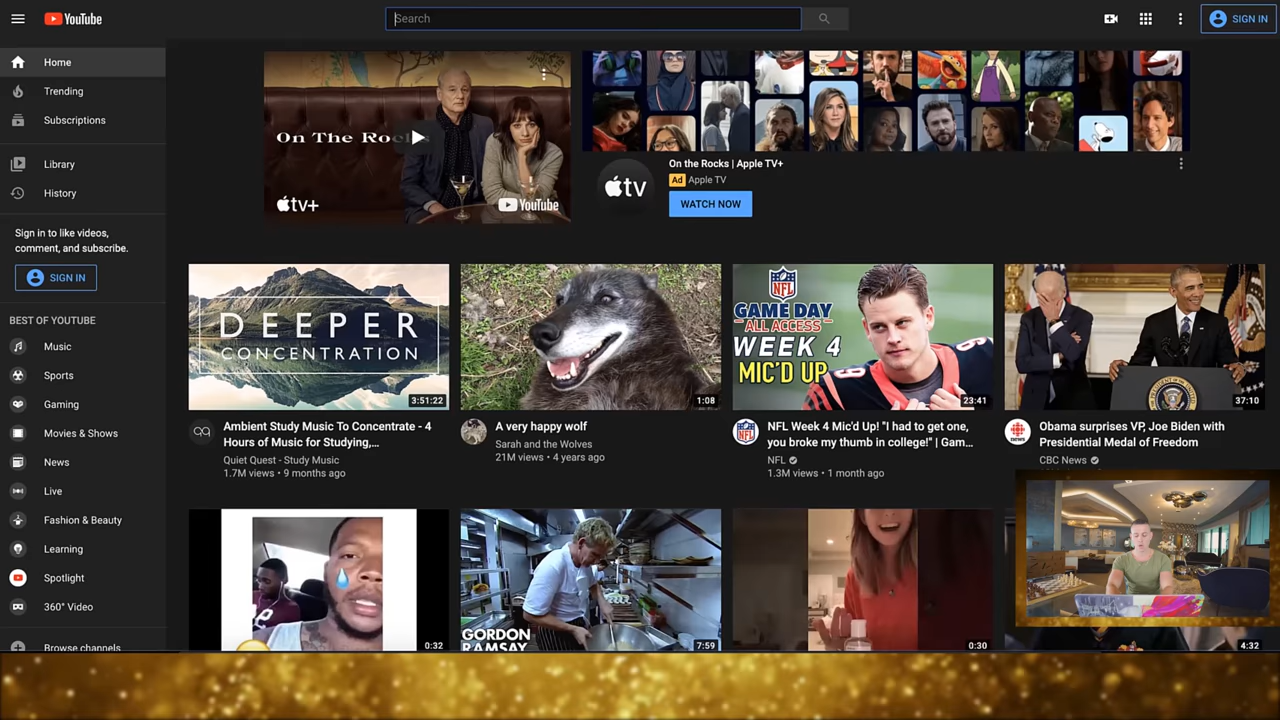 YouTube
Search
SIGN IN
Home
Trending
Subscriptions
Library
History
Sign in to like videos,
comment, and subscribe.
SIGN IN
BEST OF YOUTUBE
Music
Sports
Gaming
Movies & Shows
News
Live
Fashion & Beauty
Learning
Spotlight
360° Video
Browse channels
On The Roc
tv+
YouTube
tv
On the Rocks | Apple TV+
Ad Apple TV
WATCH NOW
DEEPER
CONCENTRATION
3:51:22
Ambient Study Music To Concentrate - 4
Hours of Music for Studying,...
Quiet Quest - Study Music
1.7M views • 9 months ago
1:08
A very happy wolf
Sarah and the Wolves
21M views • 4 years ago
NFL
GAME DAY
ALL ACCESS
WEEK 4
MIC'D UP
23:41
NFL Week 4 Mic'd Up! "I had to get one,
you broke my thumb in college!" | Gam...
NFL
1.3M views • 1 month ago
37:10
Obama surprises VP, Joe Biden with
Presidential Medal of Freedom
CBC News
0:32
GORDON
RAMSAY
7:59
0:30
4:32